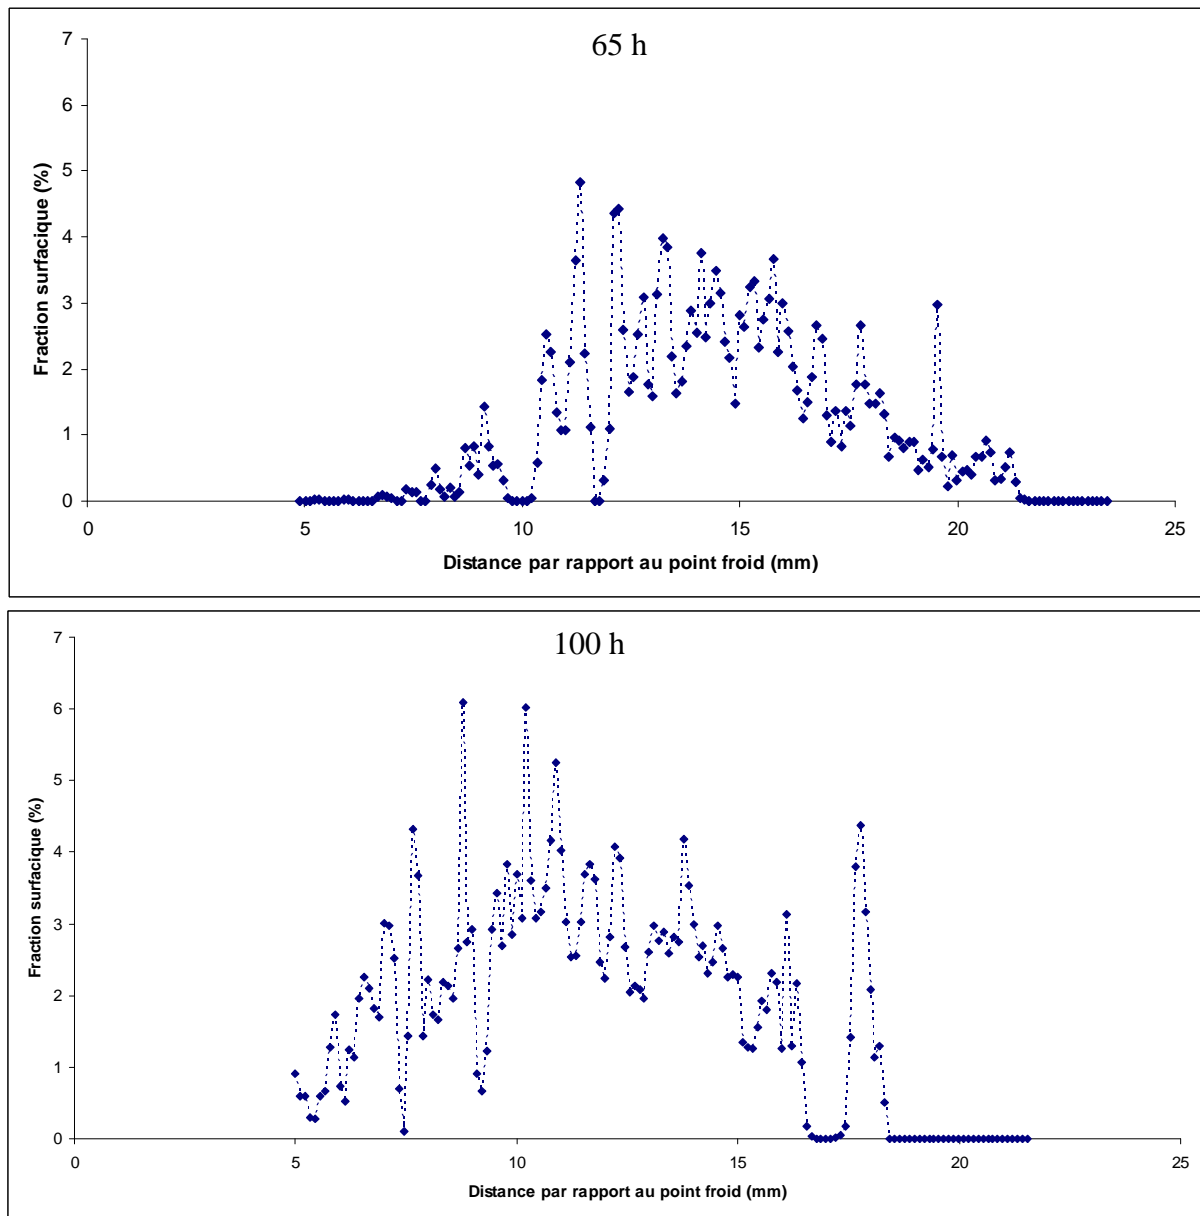 65 h
7
6
5
4
3
2
1
0
Fraction surfacique (%)
0 5 10 15 20 25
Distance par rapport au point froid (mm)
100 h
7
6
5
4
3
2
1
0
Fraction surfacique (%)
0 5 10 15 20 25
Distance par rapport au point froid (mm)